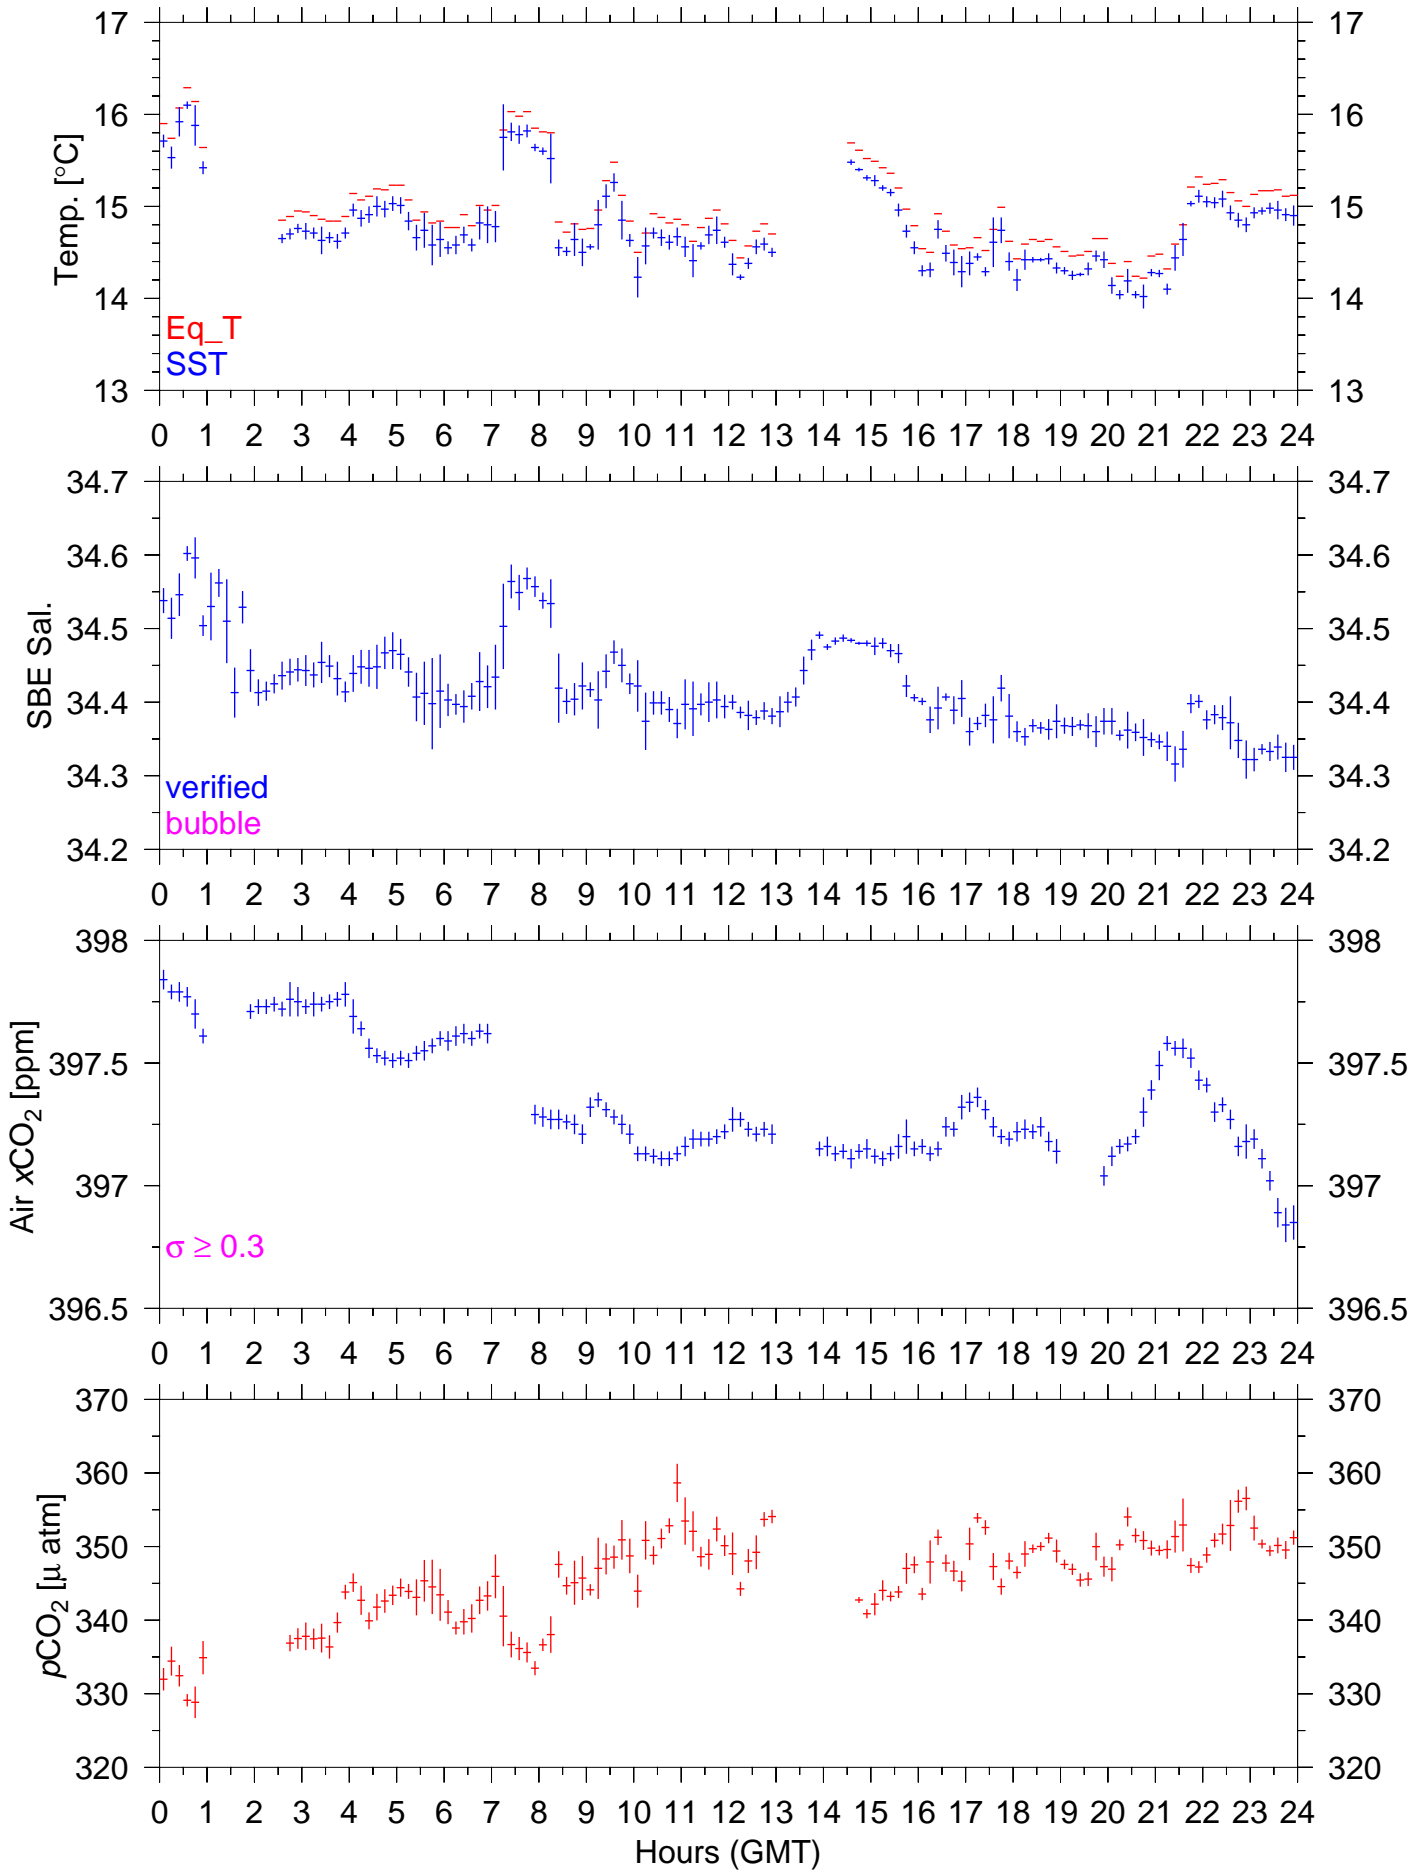 17 17
16 16
Temp. [°C]
15 15
14 14
Eq_T
SST
13 13
0 1 2 3 4 5 6 7 8 9 10 11 12 13 14 15 16 17 18 19 20 21 22 23 24
34.7 34.7
34.6 34.6
SBE Sal.
34.5 34.5
34.4 34.4
34.3 34.3
verified
bubble
34.2 34.2
0 1 2 3 4 5 6 7 8 9 10 11 12 13 14 15 16 17 18 19 20 21 22 23 24
398 398
397.5 397.5
Air xCO₂ [ppm]
397 397
σ ≥ 0.3
396.5 396.5
0 1 2 3 4 5 6 7 8 9 10 11 12 13 14 15 16 17 18 19 20 21 22 23 24
370 370
360 360
350 350
pCO₂ [μ atm]
340 340
330 330
320 320
0 1 2 3 4 5 6 7 8 9 10 11 12 13 14 15 16 17 18 19 20 21 22 23 24
Hours (GMT)